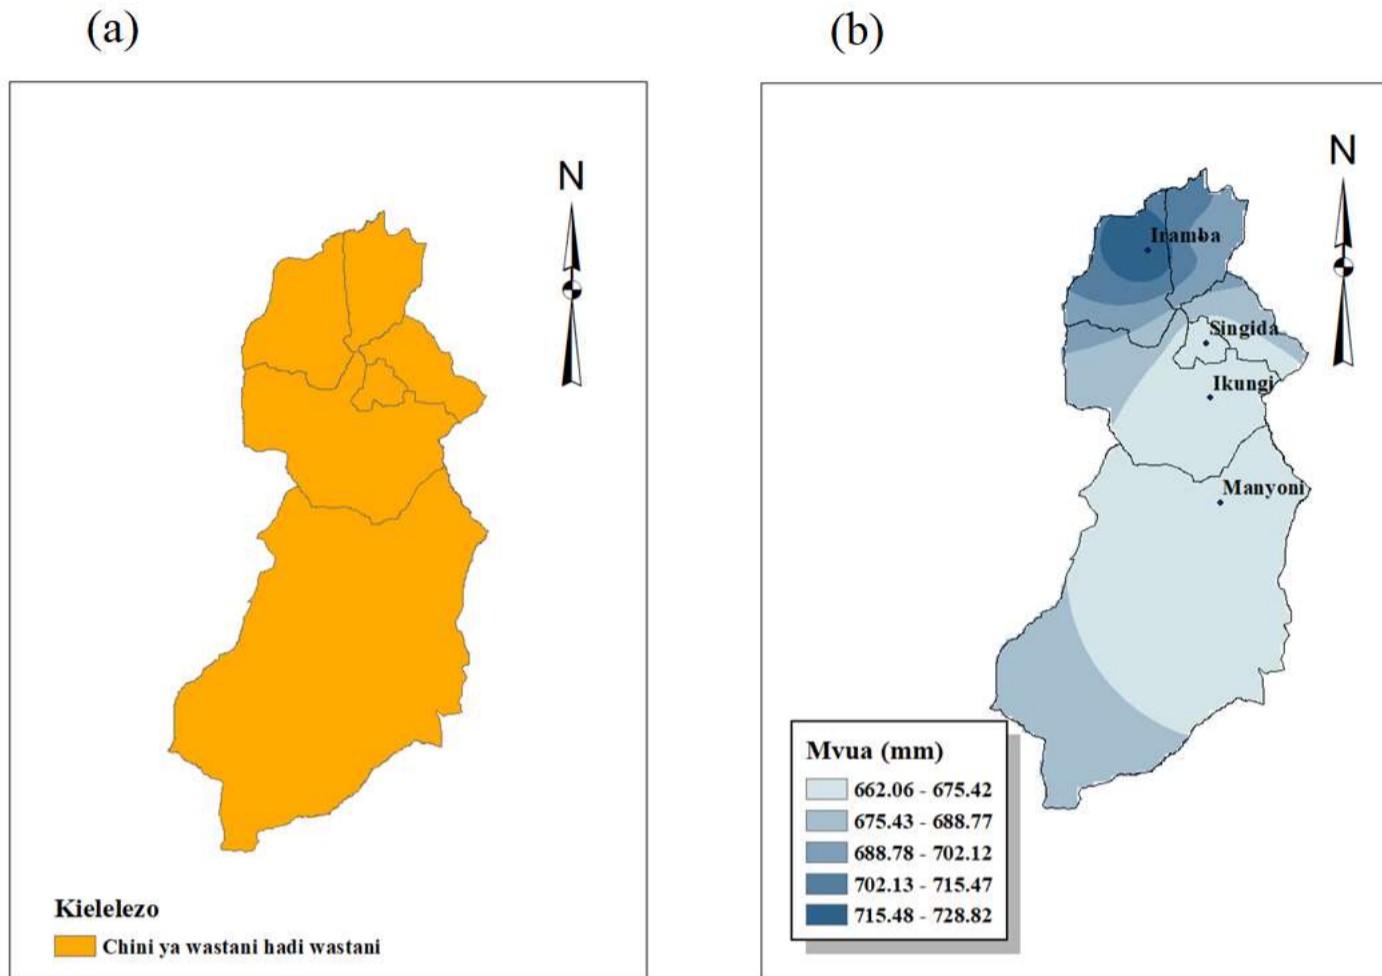 (a)
(b)
N
Kielelezo
Chini ya wastani hadi wastani
N
Iramba
Singida
Ikungi
Manyoni
Mvua (mm)
662.06 - 675.42
675.43 - 688.77
688.78 - 702.12
702.13 - 715.47
715.48 - 728.82